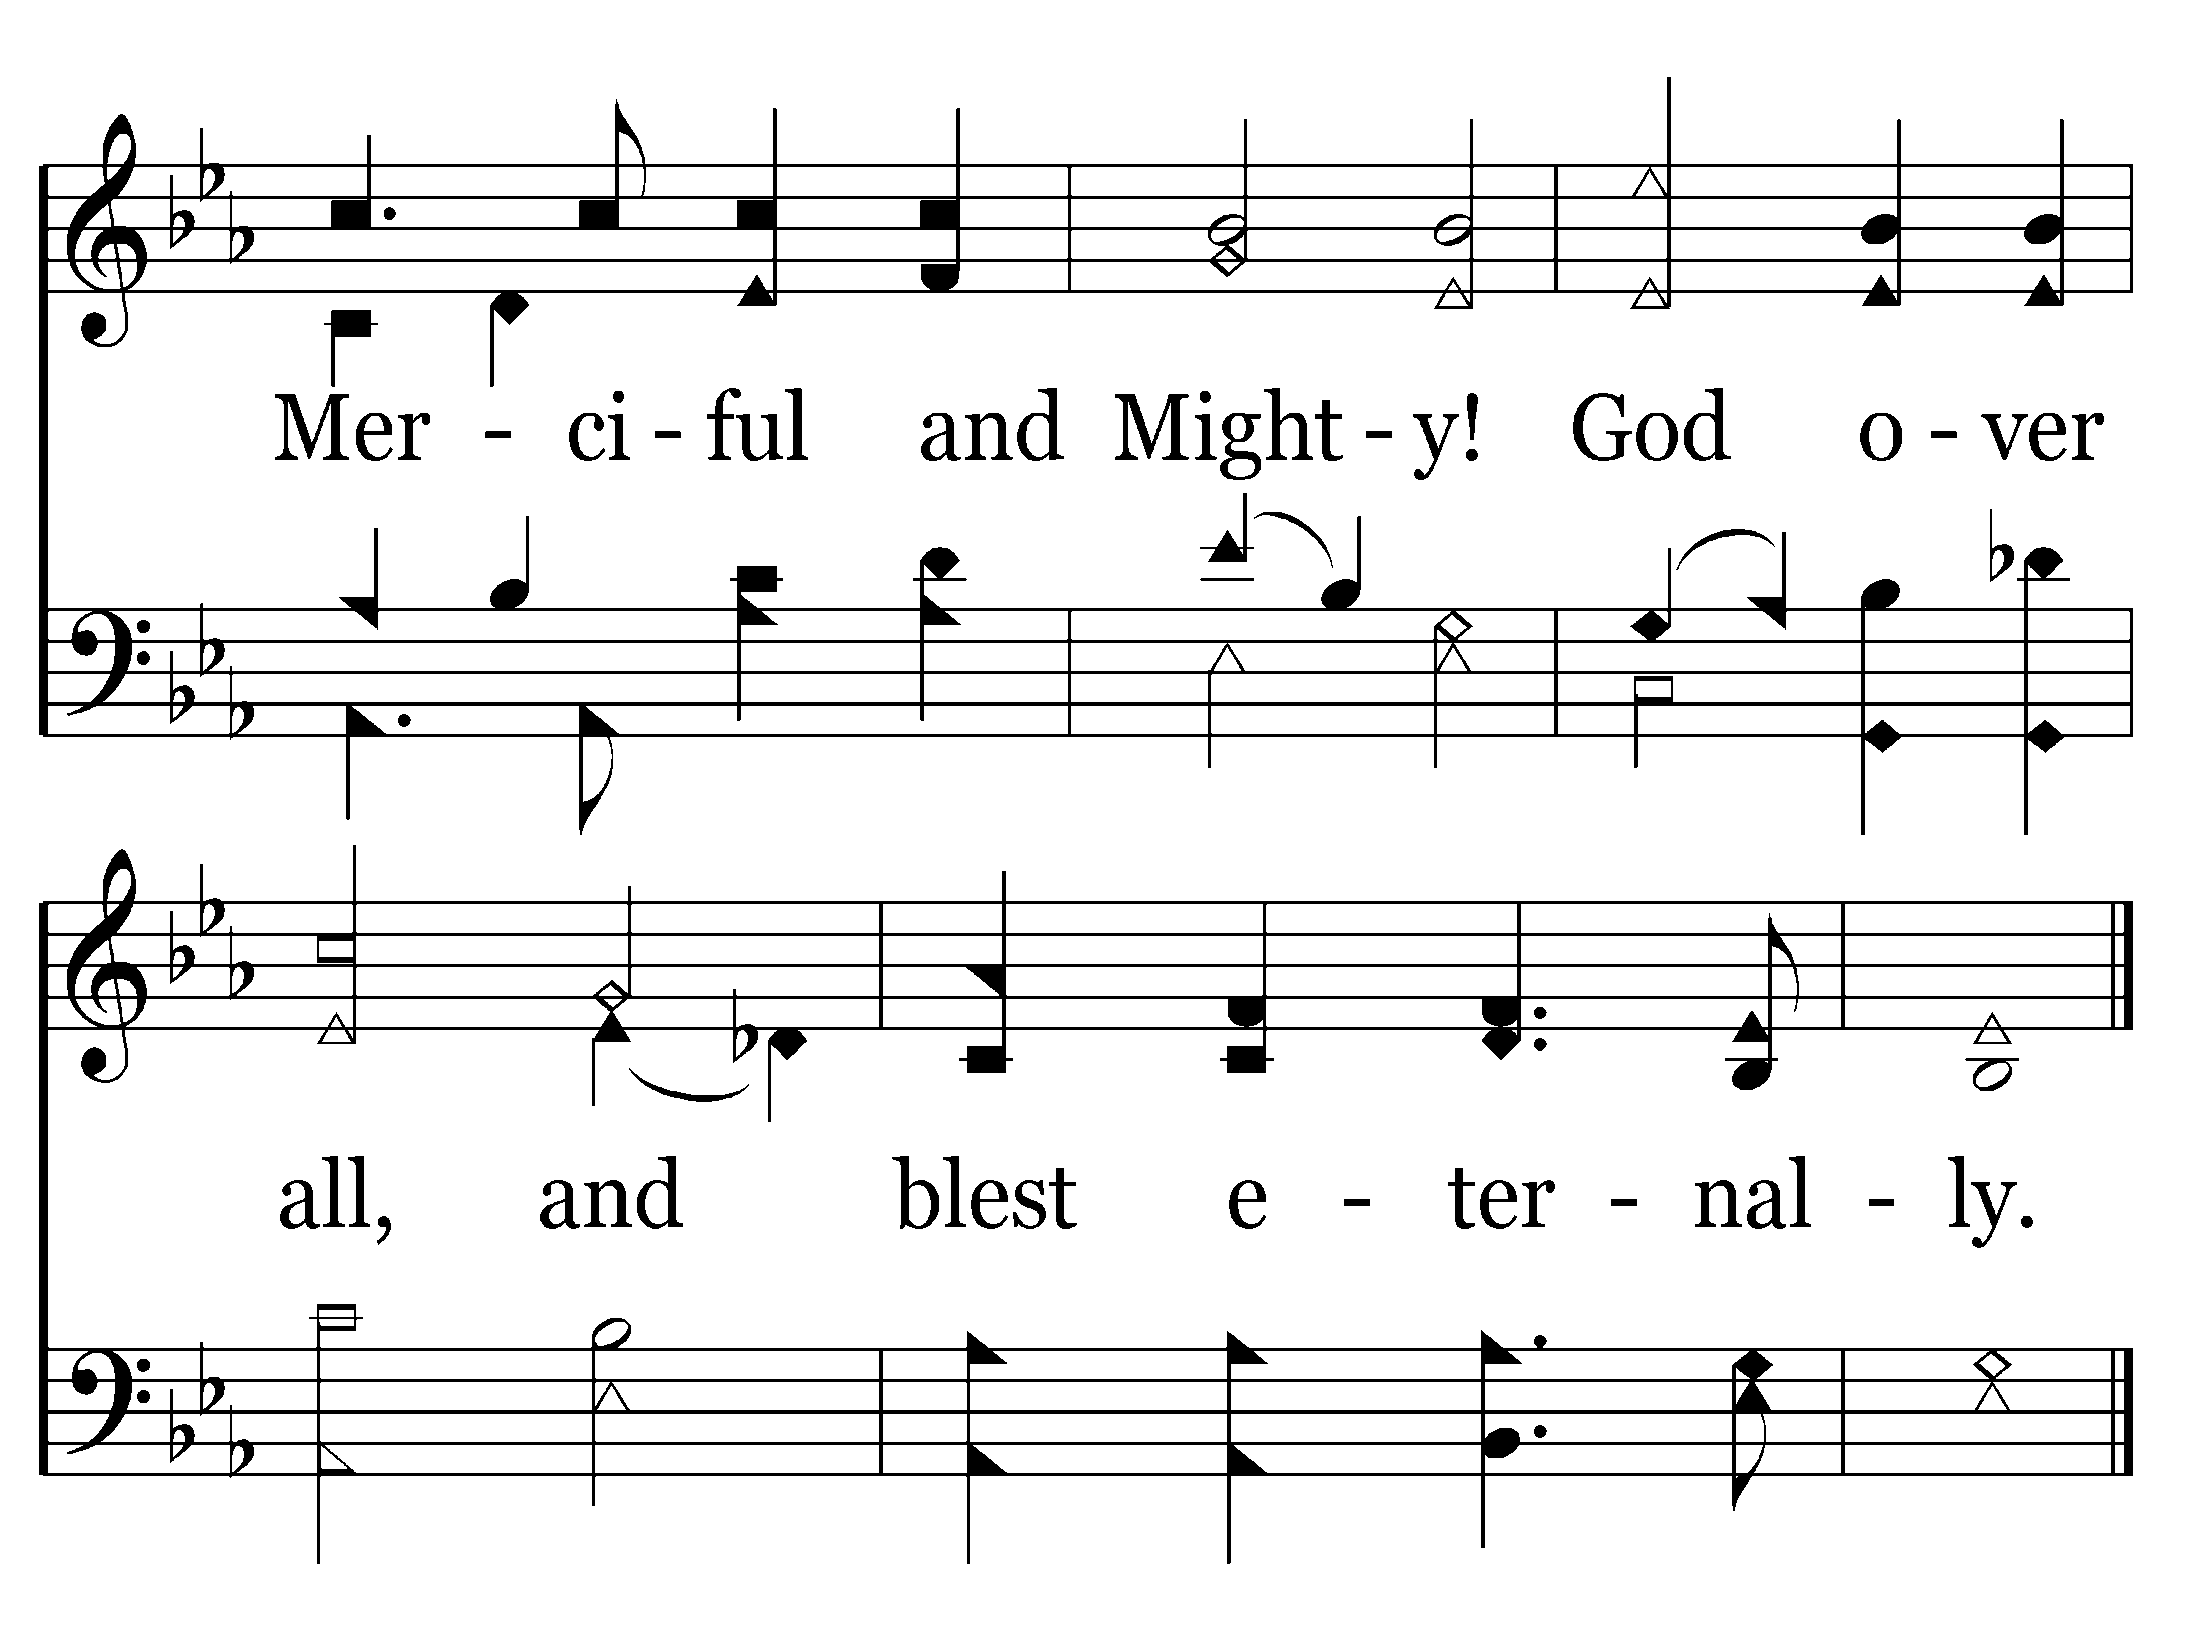 Mer - ci - ful and Might - y! God o - ver
all, and blest e - ter - nal - ly.